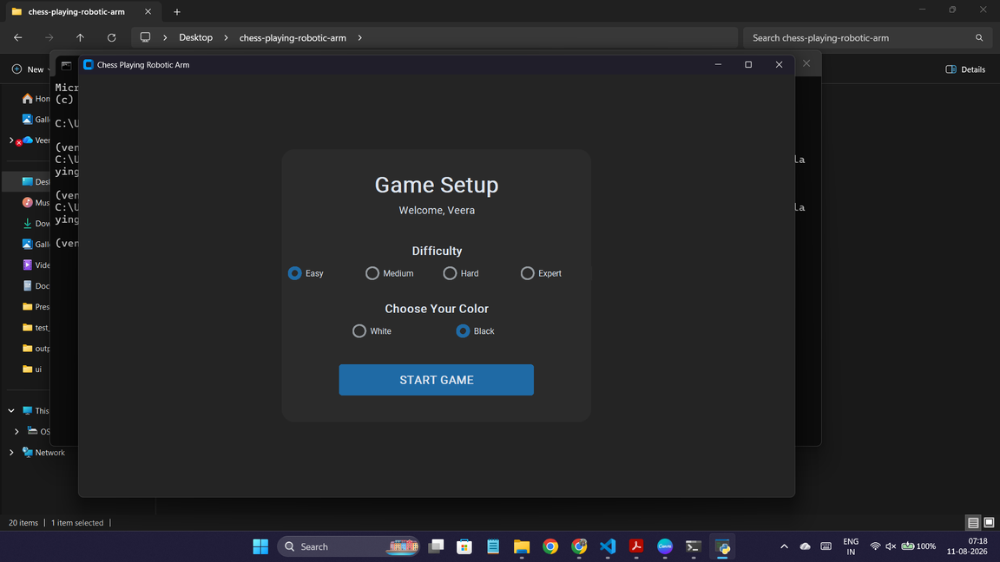 chess-playing-robotic-arm
Desktop
chess-playing-robotic-arm
Search chess-playing-robotic-arm
New
Details
Chess Playing Robotic Arm
Micr
(c)
C:\U
(ven
C:\U
la
ying
(ven
C:\U
la
ying
(ven
Hom
Galle
Veer
Desk
Mus
Dow
Galle
Vide
Doc
Pres
test_
outp
ui
This
OS
Network
Game Setup
Welcome, Veera
Difficulty
Easy
Medium
Hard
Expert
Choose Your Color
White
Black
START GAME
20 items
1 item selected
Search
ENG
IN
100%
07:18
11-08-2026